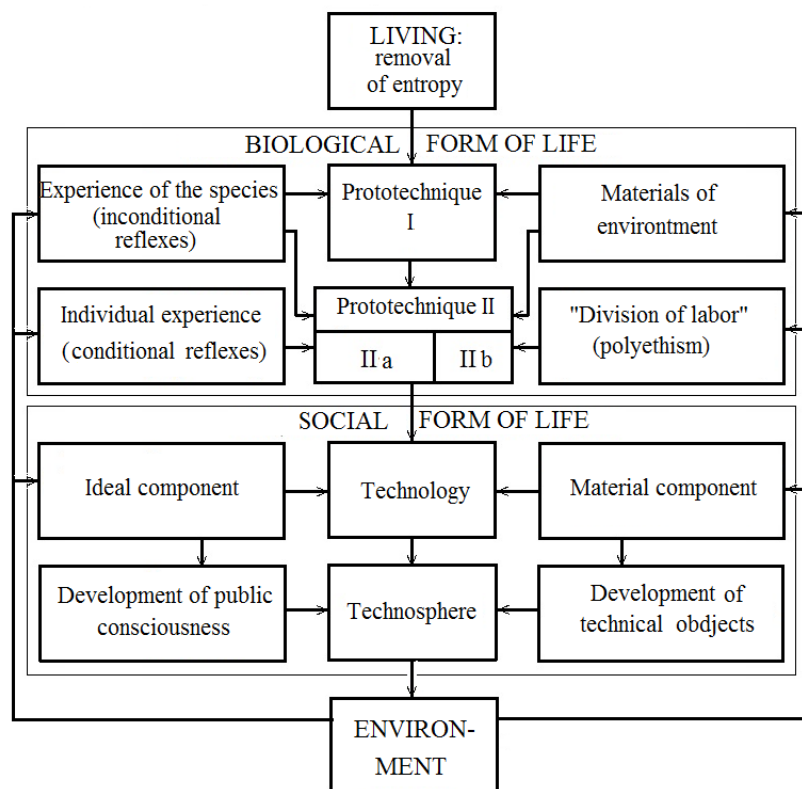 LIVING:
removal
of entropy
BIOLOGICAL FORM OF LIFE
Experience of the species
(inconditional
reflexes)
Prototechnique
I
Materials of
environtment
Individual experience
(conditional reflexes)
Prototechnique II
II a
II b
"Division of labor"
(polyethism)
SOCIAL FORM OF LIFE
Ideal component
Technology
Material component
Development of public
consciousness
Technosphere
Development of
technical obdjects
ENVIRON-
MENT